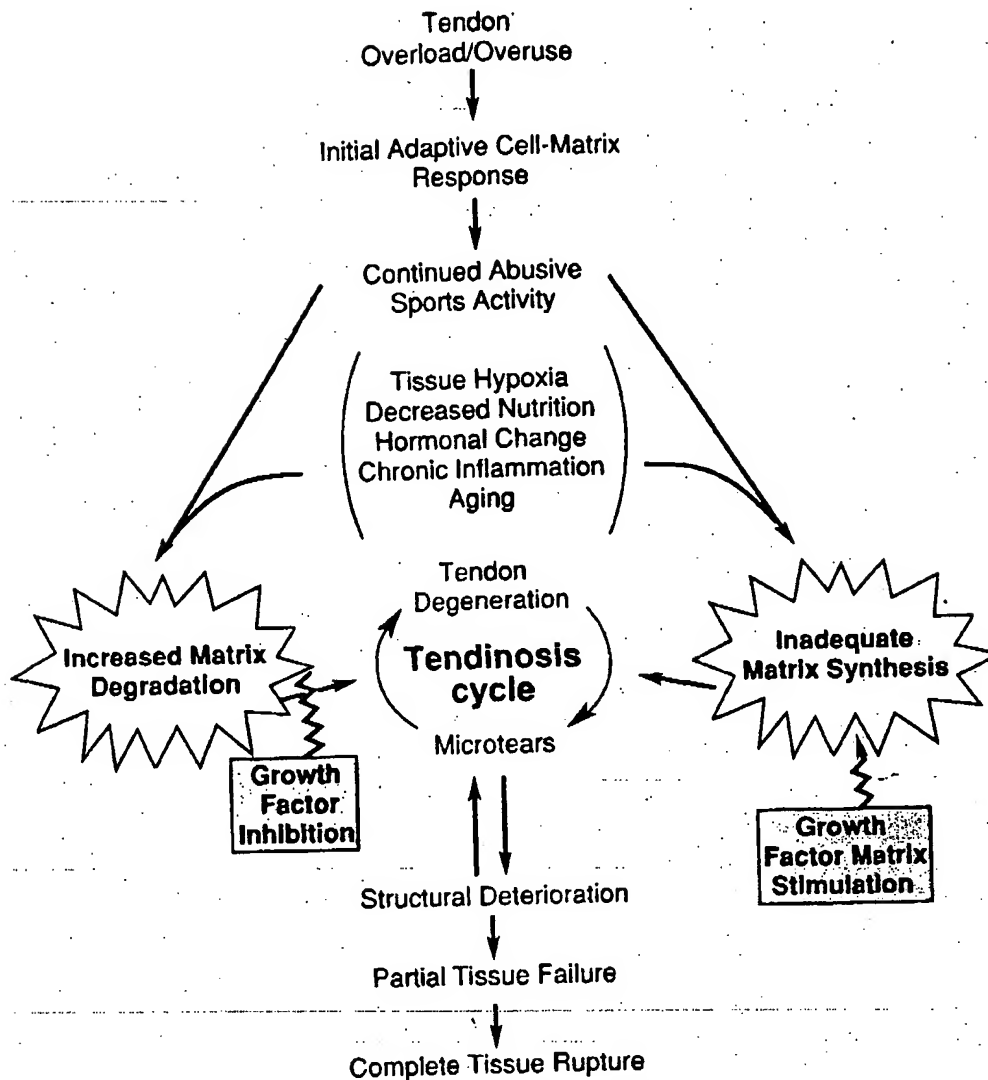 Tendon
Overload/Overuse
Initial Adaptive Cell-Matrix
Response
Continued Abusive
Sports Activity
Tissue Hypoxia
Decreased Nutrition
Hormonal Change
Chronic Inflammation
Aging
Tendon
Degeneration
Increased Matrix
Degradation
Tendinosis
cycle
Inadequate
Matrix Synthesis
Microtears
Growth
Factor
Inhibition
Growth
Factor Matrix
Stimulation
Structural Deterioration
Partial Tissue Failure
Complete Tissue Rupture